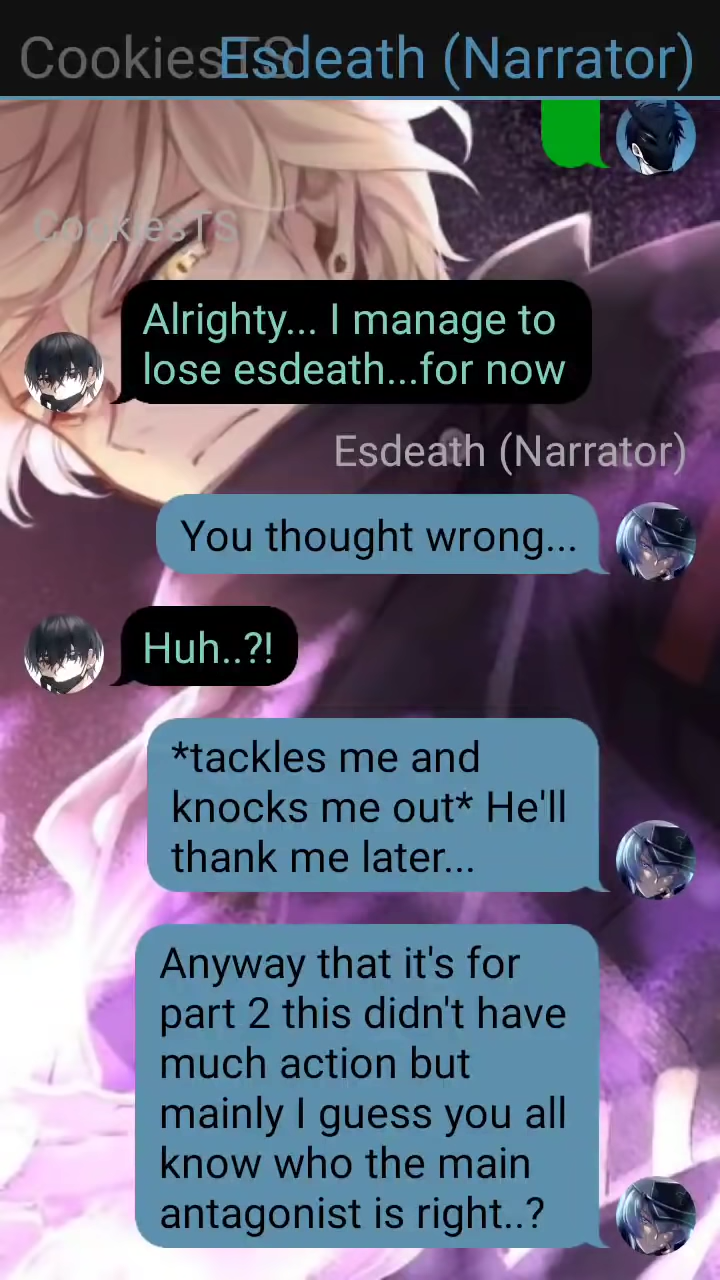 CookiesTS
Esdeath (Narrator)
CookiesTS
Alrighty... I manage to
lose esdeath...for now
Esdeath (Narrator)
You thought wrong...
Huh..?!
*tackles me and
knocks me out* He'll
thank me later...
Anyway that it's for
part 2 this didn't have
much action but
mainly I guess you all
know who the main
antagonist is right..?